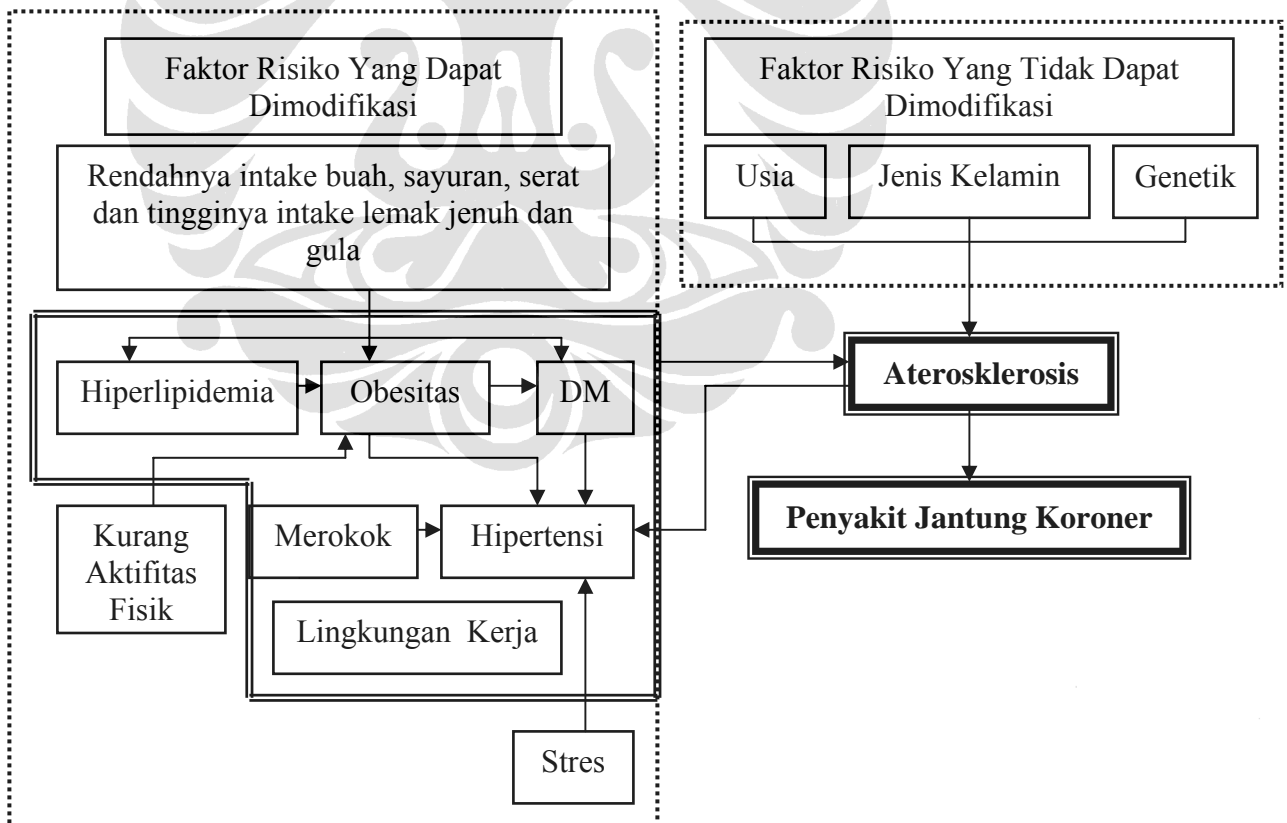 Faktor Risiko Yang Dapat
Dimodifikasi
Faktor Risiko Yang Tidak Dapat
Dimodifikasi
Rendahnya intake buah, sayuran, serat
dan tingginya intake lemak jenuh dan
gula
Usia
Jenis Kelamin
Genetik
Hiperlipidemia
Obesitas
DM
Aterosklerosis
Kurang
Aktifitas
Fisik
Merokok
Hipertensi
Penyakit Jantung Koroner
Lingkungan Kerja
Stres